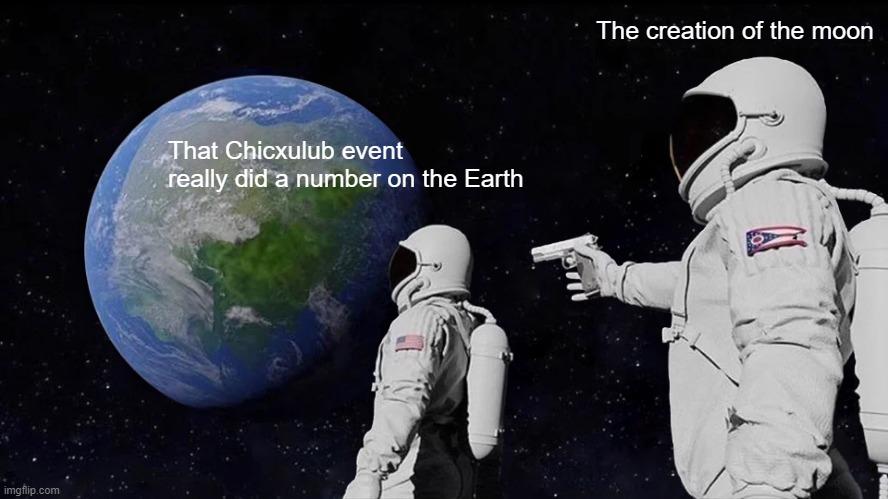 The creation of the moon
That Chicxulub event
really did a number on the Earth
imgflip.com